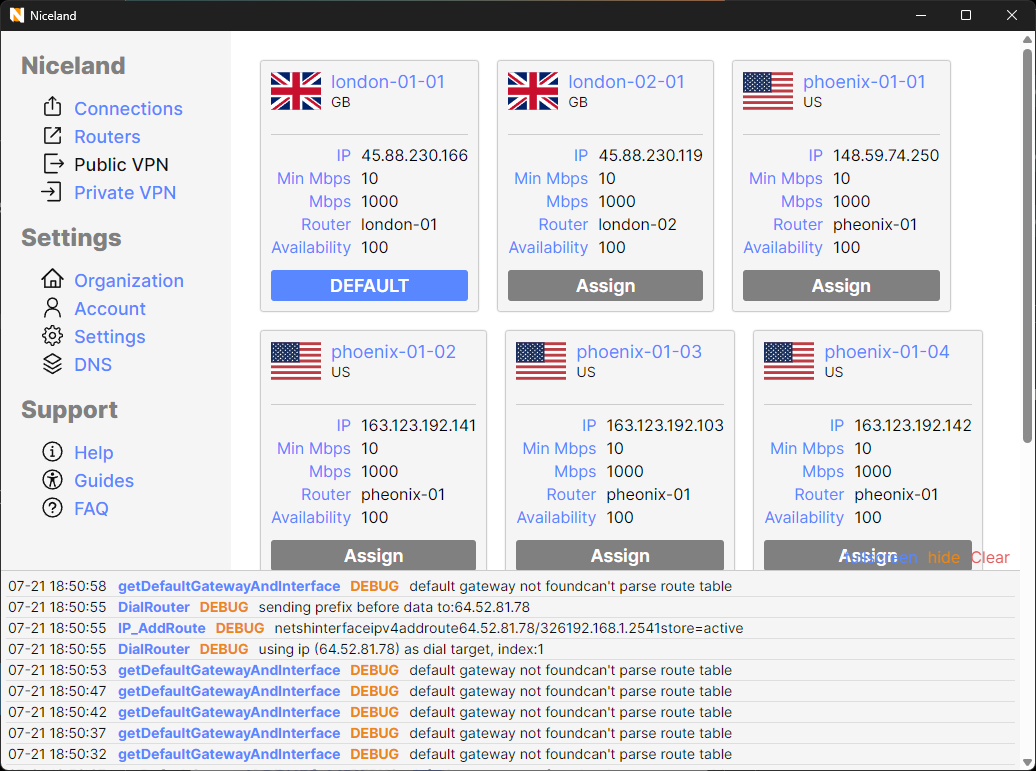 Niceland
Niceland
Connections
Routers
Public VPN
Private VPN
Settings
Organization
Account
Settings
DNS
Support
Help
Guides
FAQ
london-01-01
GB
IP 45.88.230.166
Min Mbps 10
Mbps 1000
Router london-01
Availability 100
DEFAULT
london-02-01
GB
IP 45.88.230.119
Min Mbps 10
Mbps 1000
Router london-02
Availability 100
Assign
phoenix-01-01
US
IP 148.59.74.250
Min Mbps 10
Mbps 1000
Router pheonix-01
Availability 100
Assign
phoenix-01-02
US
IP 163.123.192.141
Min Mbps 10
Mbps 1000
Router pheonix-01
Availability 100
Assign
phoenix-01-03
US
IP 163.123.192.103
Min Mbps 10
Mbps 1000
Router pheonix-01
Availability 100
Assign
phoenix-01-04
US
IP 163.123.192.142
Min Mbps 10
Mbps 1000
Router pheonix-01
Availability 100
Assign
fullscreen hide Clear
07-21 18:50:58 getDefaultGatewayAndInterface DEBUG default gateway not foundcan't parse route table
07-21 18:50:55 DialRouter DEBUG sending prefix before data to:64.52.81.78
07-21 18:50:55 IP_AddRoute DEBUG netshinterfaceipv4addroute64.52.81.78/326192.168.1.2541store=active
07-21 18:50:55 DialRouter DEBUG using ip (64.52.81.78) as dial target, index:1
07-21 18:50:53 getDefaultGatewayAndInterface DEBUG default gateway not foundcan't parse route table
07-21 18:50:47 getDefaultGatewayAndInterface DEBUG default gateway not foundcan't parse route table
07-21 18:50:42 getDefaultGatewayAndInterface DEBUG default gateway not foundcan't parse route table
07-21 18:50:37 getDefaultGatewayAndInterface DEBUG default gateway not foundcan't parse route table
07-21 18:50:32 getDefaultGatewayAndInterface DEBUG default gateway not foundcan't parse route table